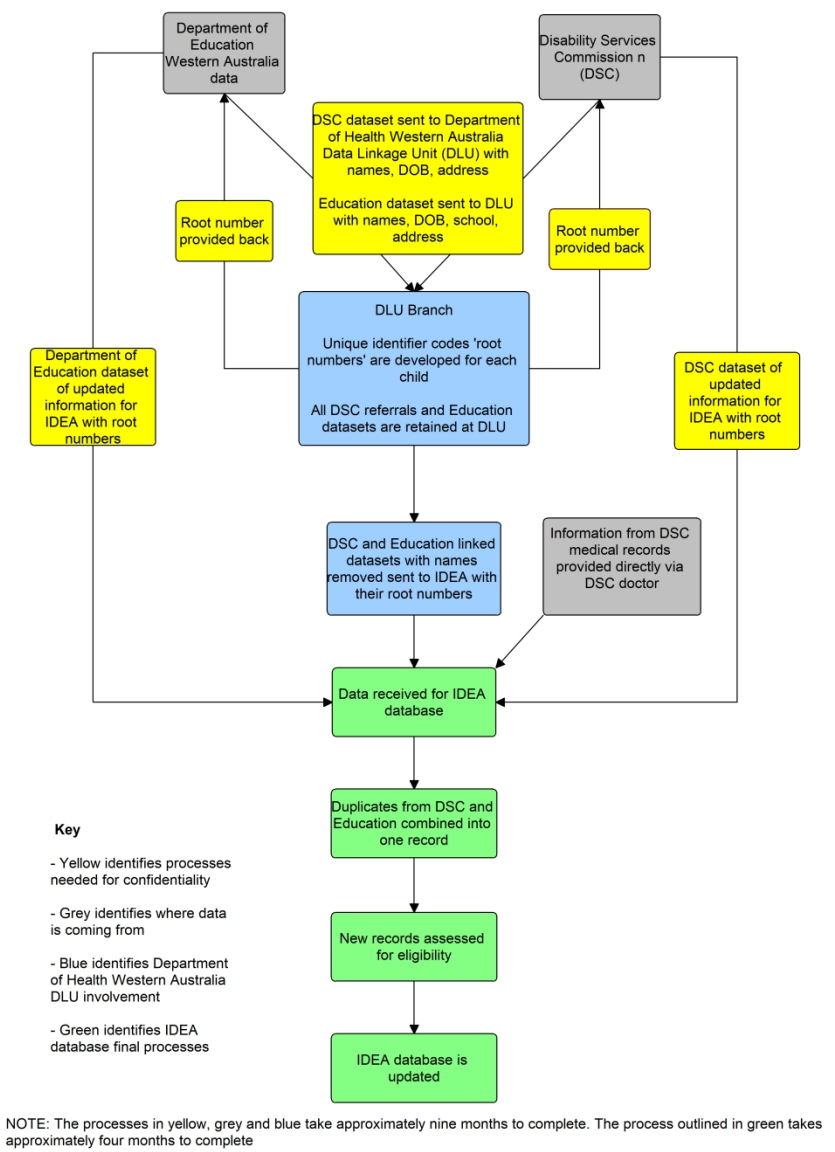 Department of
Education
Western Australia
data
Disability Services
Commission n
(DSC)
DSC dataset sent to Department
of Health Western Australia
Data Linkage Unit (DLU) with
names, DOB, address
Education dataset sent to DLU
with names, DOB, school,
address
Root number
provided back
Root number
provided back
DLU Branch
Unique identifier codes 'root
numbers' are developed for each
child
All DSC referrals and Education
datasets are retained at DLU
Department of
Education dataset
of updated
information for
IDEA with root
numbers
DSC dataset of
updated
information for
IDEA with root
numbers
DSC and Education linked
datasets with names
removed sent to IDEA with
their root numbers
Information from DSC
medical records
provided directly via
DSC doctor
Data received for IDEA
database
Duplicates from DSC and
Education combined into
one record
New records assessed
for eligibility
IDEA database is
updated
Key
- Yellow identifies processes
needed for confidentiality
- Grey identifies where data
is coming from
- Blue identifies Department
of Health Western Australia
DLU involvement
- Green identifies IDEA
database final processes
NOTE: The processes in yellow, grey and blue take approximately nine months to complete. The process outlined in green takes
approximately four months to complete